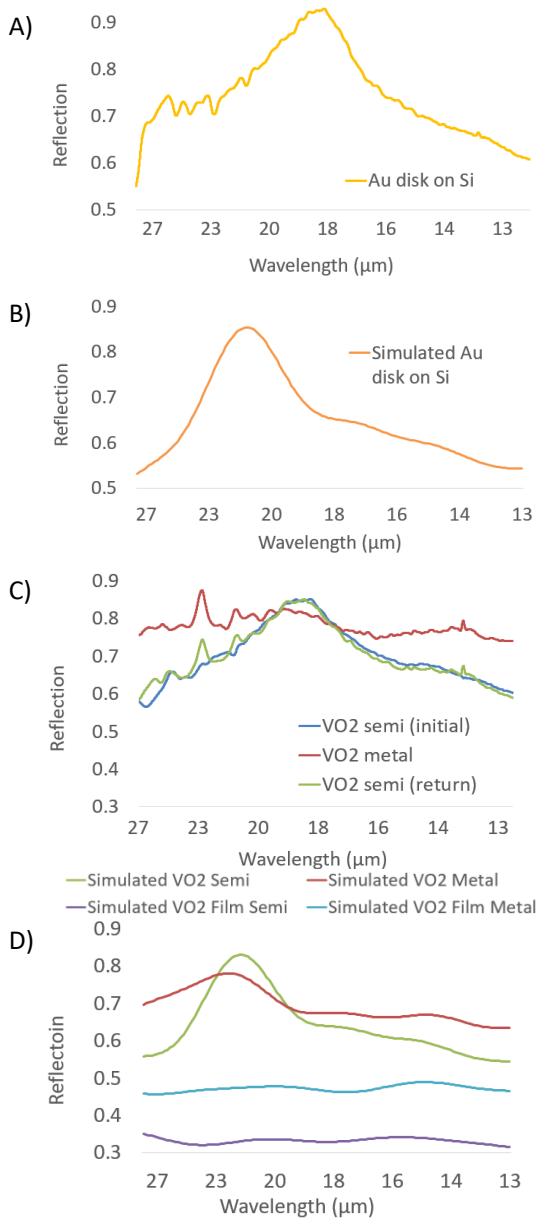 A)
0.9
0.8
0.7
0.6
0.5
Reflection
Au disk on Si
27 23 20 18 16 14 13
Wavelength (μm)
B)
0.9
0.8
0.7
0.6
0.5
Reflection
Simulated Au
disk on Si
27 23 20 18 16 14 13
Wavelength (μm)
C)
0.9
0.8
0.7
0.6
0.5
0.4
0.3
Reflection
VO2 semi (initial)
VO2 metal
VO2 semi (return)
27 23 20 18 16 14 13
Wavelength (μm)
Simulated VO2 Semi Simulated VO2 Metal
Simulated VO2 Film Semi Simulated VO2 Film Metal
D)
0.9
0.8
0.7
0.6
0.5
0.4
0.3
Reflectoin
27 23 20 18 16 14 13
Wavelength (μm)